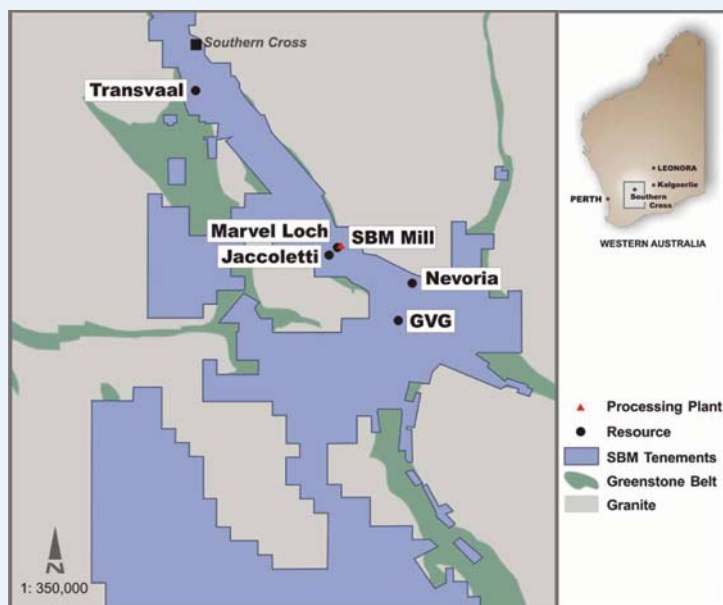 Southern Cross
Transvaal
Marvel Loch
SBM Mill
Jaccoletti
Nevoria
GVG
N
1: 350,000
LEONORA
Kalgoorlie
PERTH
Southern
Cross
WESTERN AUSTRALIA
Processing Plant
Resource
SBM Tenements
Greenstone Belt
Granite